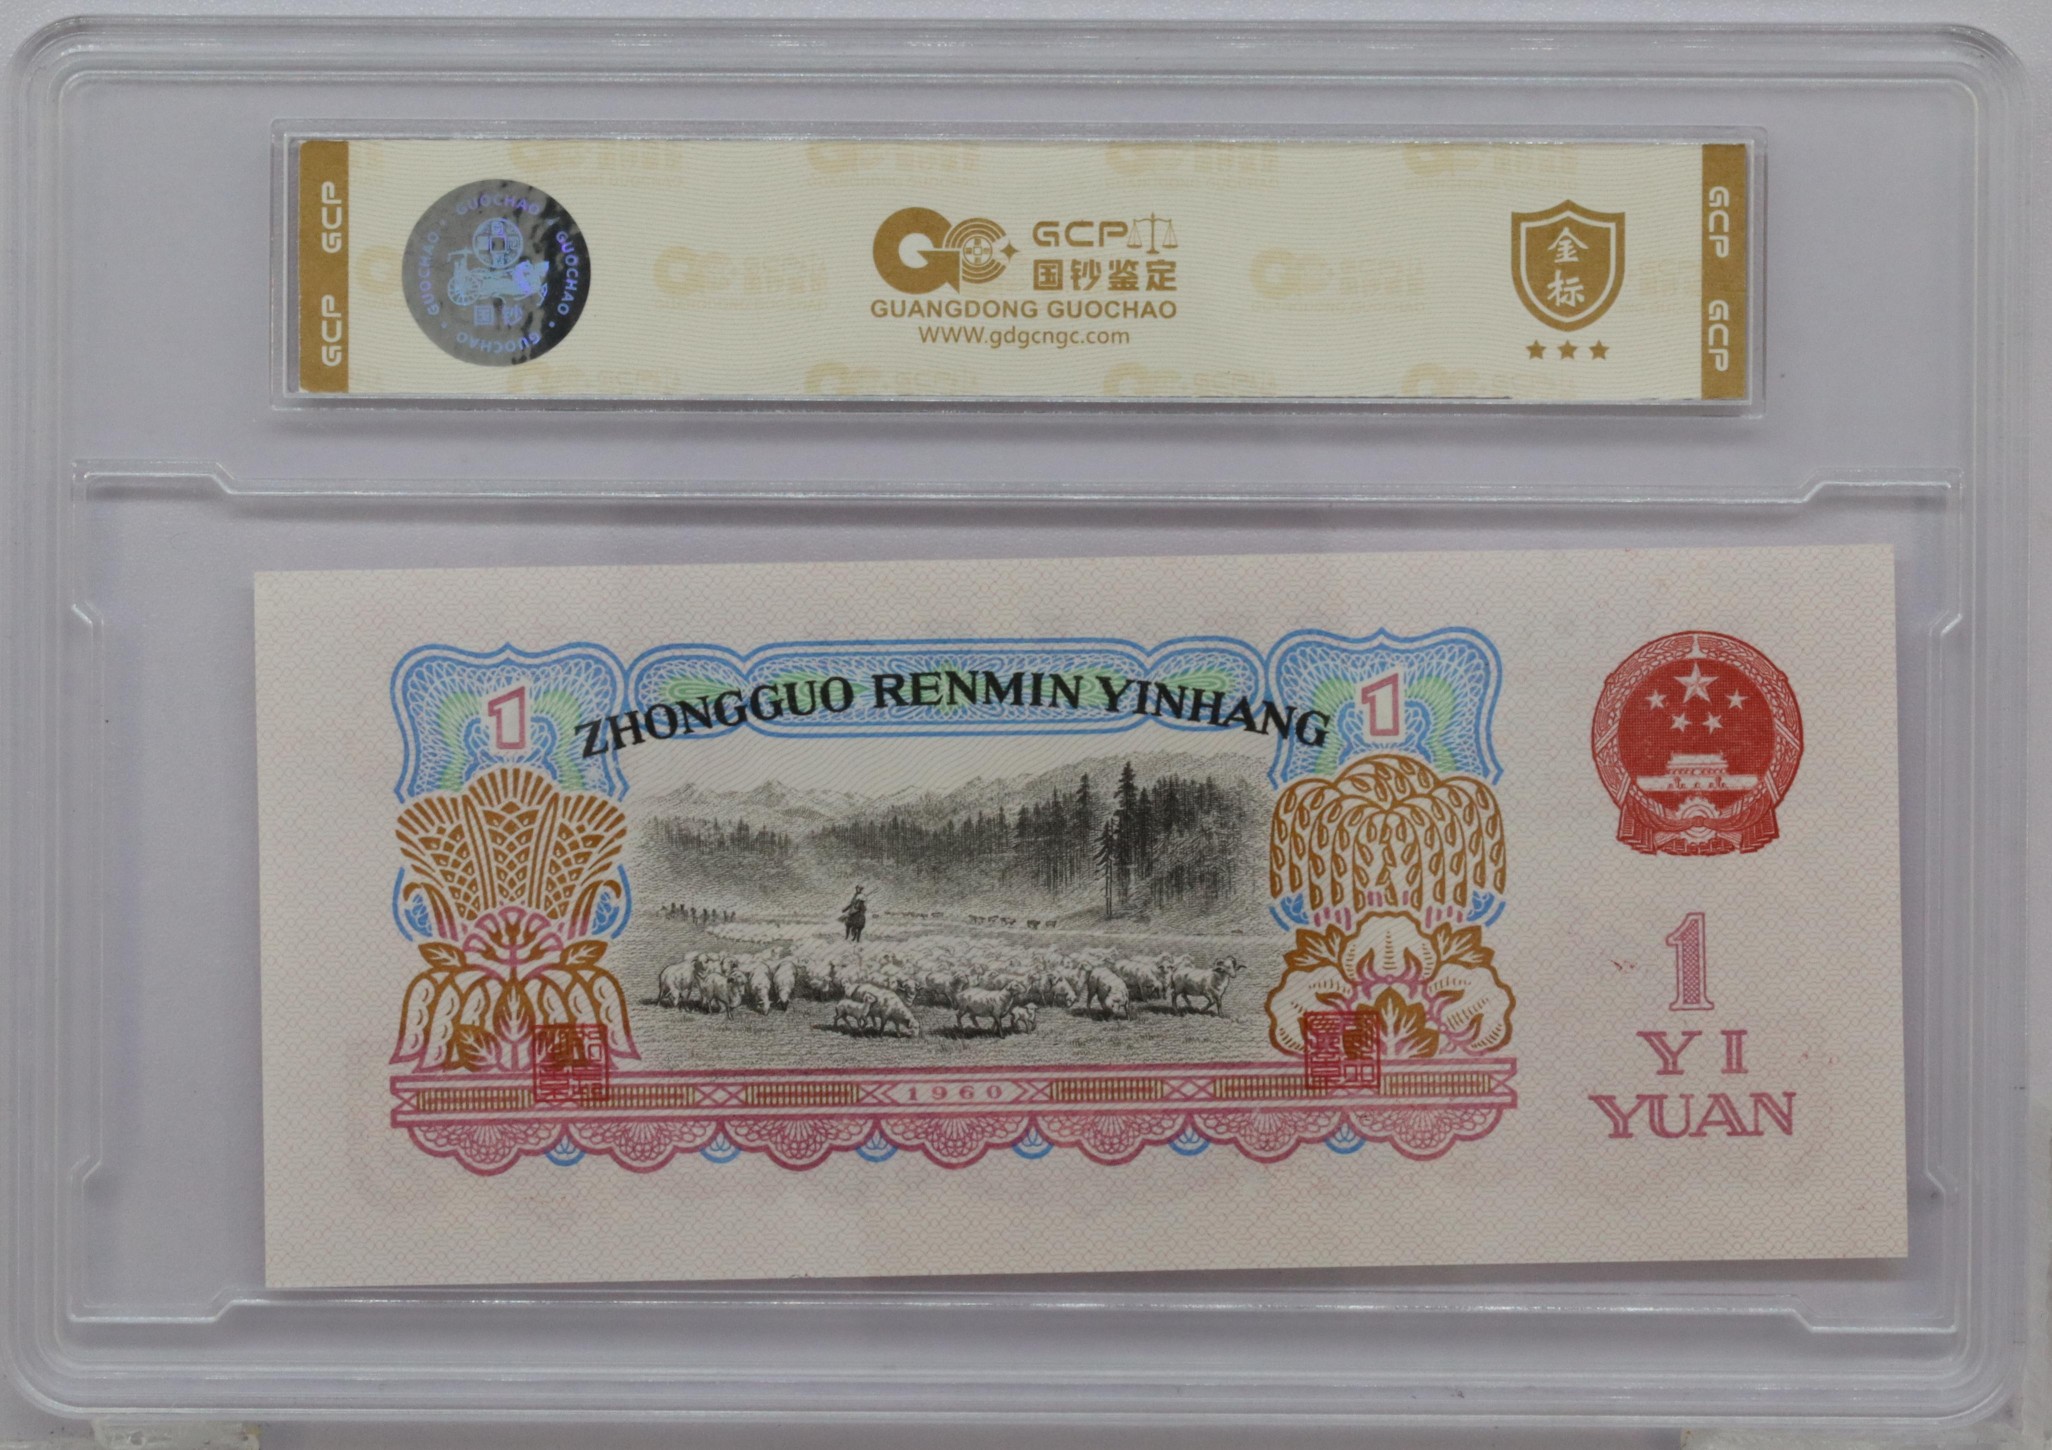 GCP GCP
GUOCHAO · GUOCHAO · GUOCHAO · GUOCHAO
国钞
GCP
国钞鉴定
GUANGDONG GUOCHAO
WWW.gdgcngc.com
金
标
GCP GCP
ZHONGGUO RENMIN YINHANG
1
1
1
YI
YUAN
1960